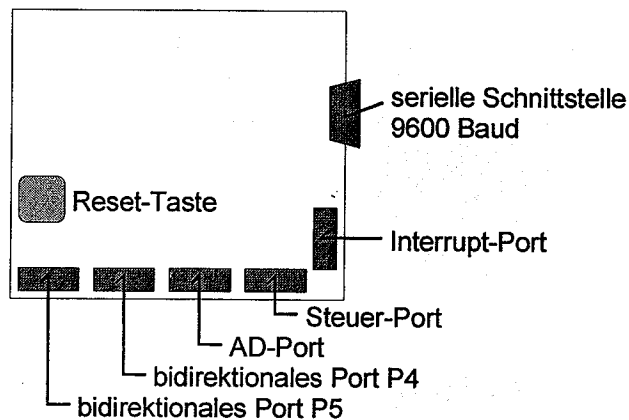 serielle Schnittstelle
9600 Baud
Reset-Taste
Interrupt-Port
Steuer-Port
AD-Port
bidirektionales Port P4
bidirektionales Port P5